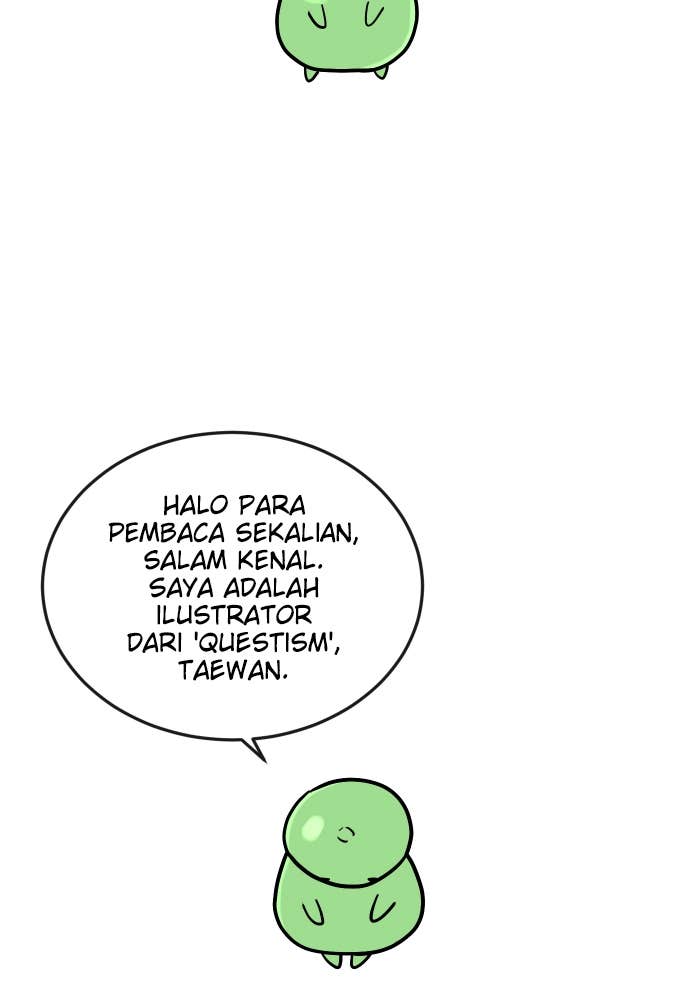 HALO PARA
PEMBACA SEKALIAN,
SALAM KENAL.
SAYA ADALAH
ILUSTRATOR
DARI 'QUESTISM',
TAEWAN.